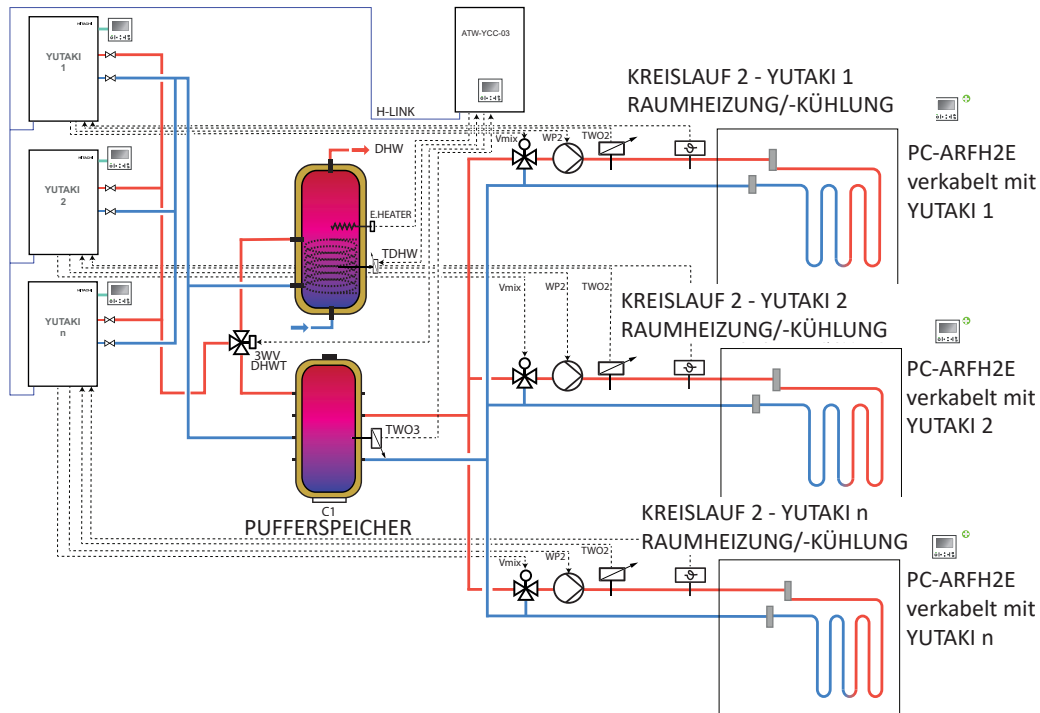 HITACHI
YUTAKI
1
HITACHI
YUTAKI
2
HITACHI
YUTAKI
n
ATW-YCC-03
H-LINK
DHW
E.HEATER
TDHW
3WV
DHWT
TWO3
C1
PUFFERSPEICHER
KREISLAUF 2 - YUTAKI 1
RAUMHEIZUNG/-KÜHLUNG
Vmix
WP2
TWO2
PC-ARFH2E
verkabelt mit
YUTAKI 1
KREISLAUF 2 - YUTAKI 2
RAUMHEIZUNG/-KÜHLUNG
Vmix
WP2
TWO2
PC-ARFH2E
verkabelt mit
YUTAKI 2
KREISLAUF 2 - YUTAKI n
RAUMHEIZUNG/-KÜHLUNG
Vmix
WP2
TWO2
PC-ARFH2E
verkabelt mit
YUTAKI n